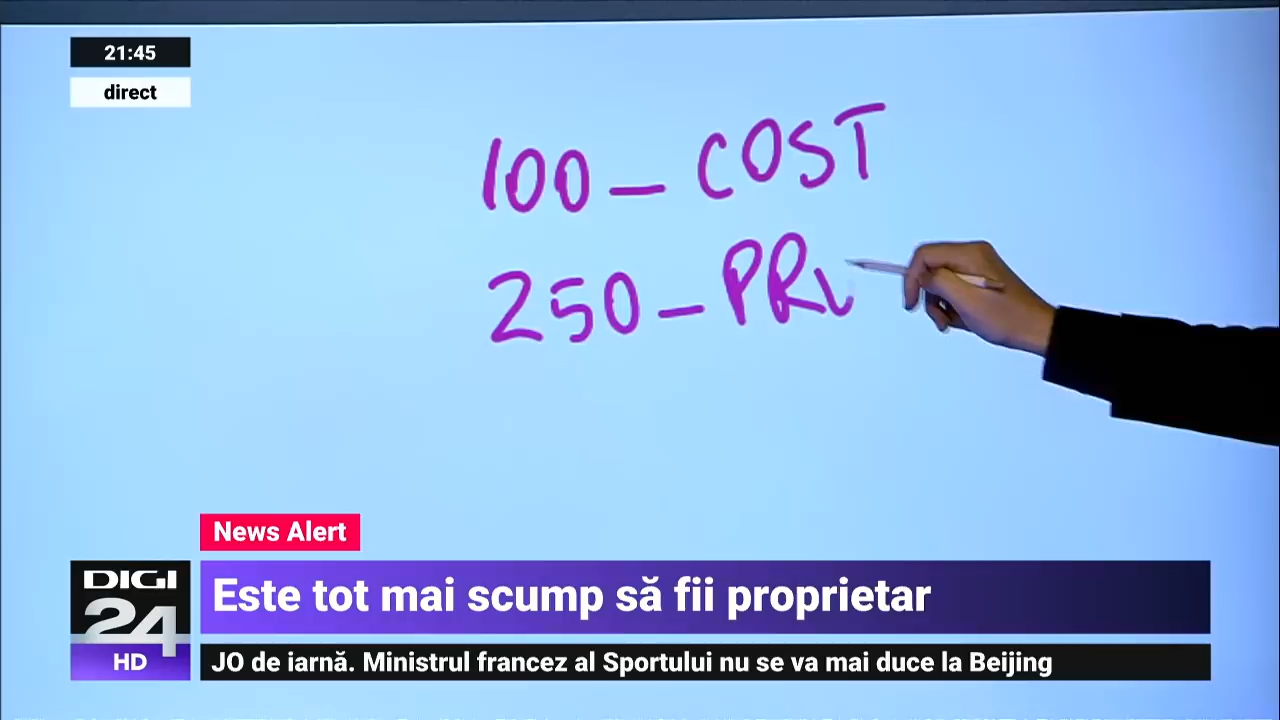 21:45
direct
100 – COST
250 – PRI
News Alert
DIGI
24
HD
Este tot mai scump să fii proprietar
JO de iarnă. Ministrul francez al Sportului nu se va mai duce la Beijing